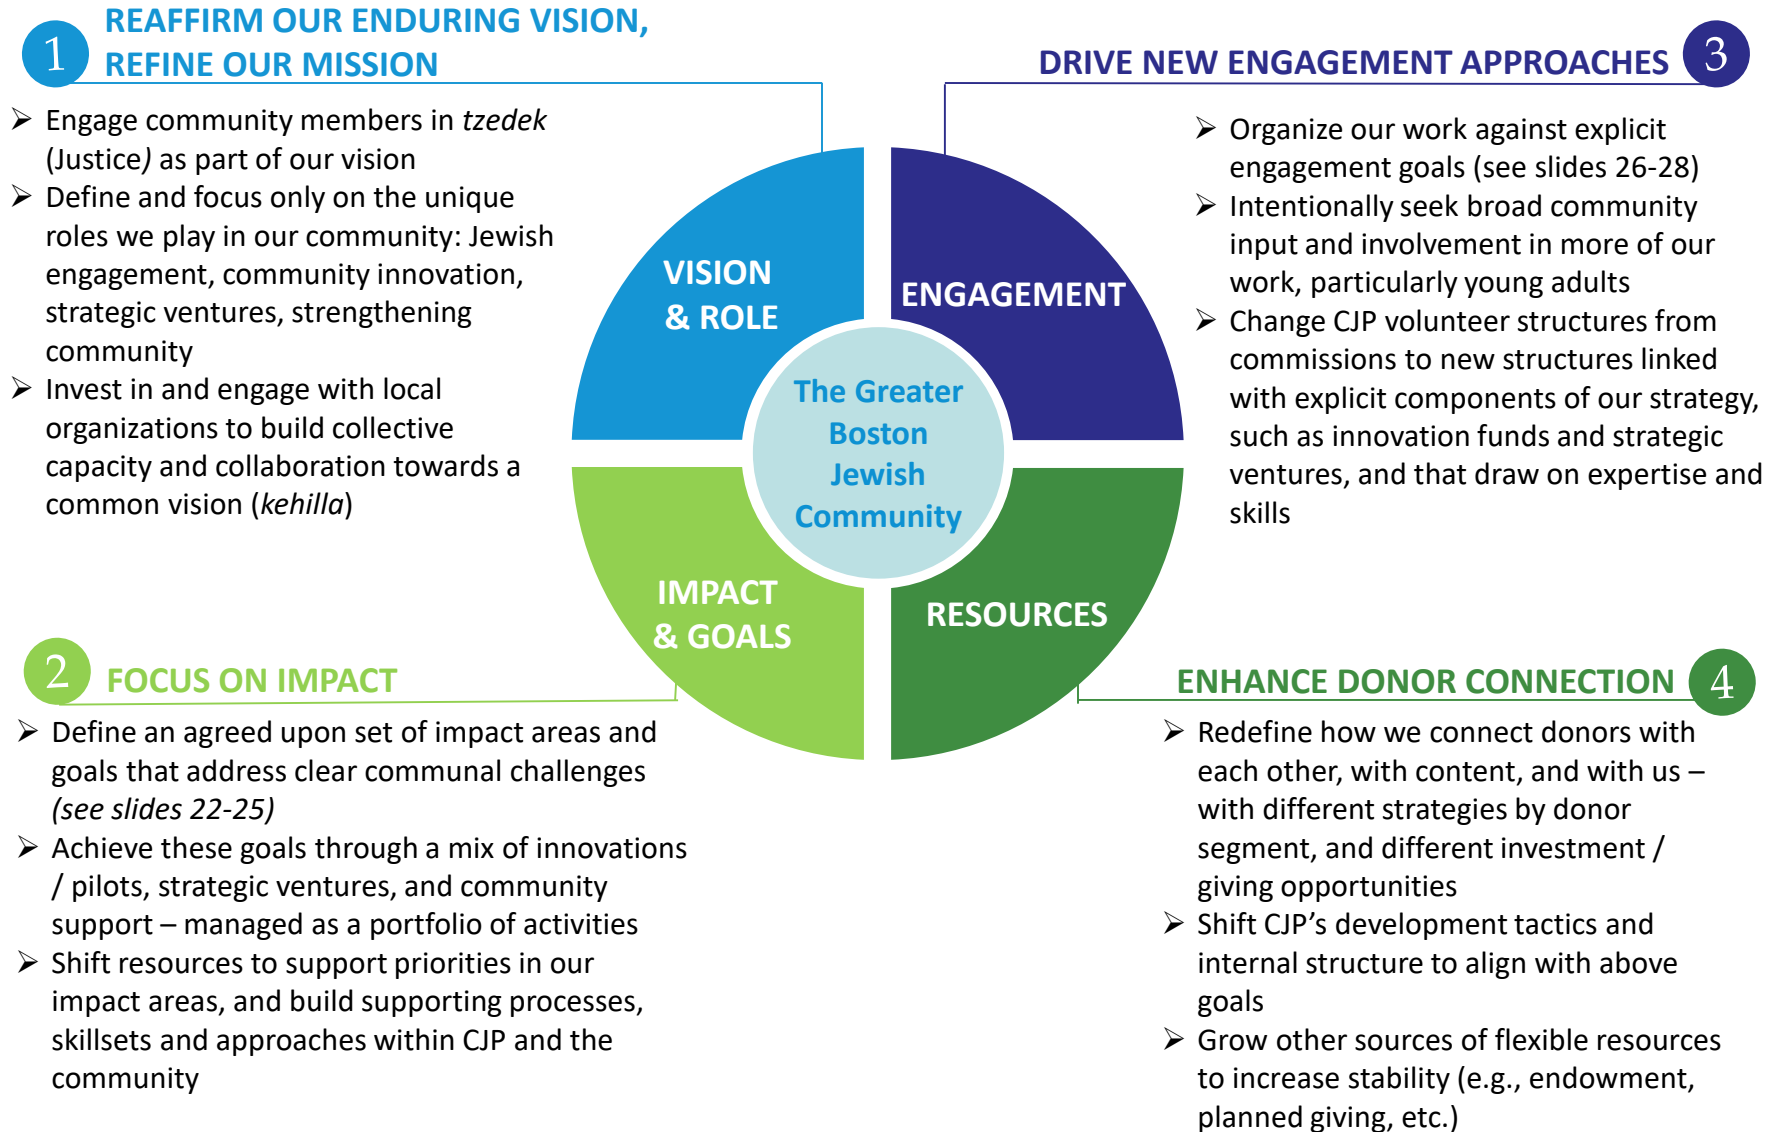 1
REAFFIRM OUR ENDURING VISION,
REFINE OUR MISSION
➢ Engage community members in tzedek
(Justice) as part of our vision
➢ Define and focus only on the unique
roles we play in our community: Jewish
engagement, community innovation,
strategic ventures, strengthening
community
➢ Invest in and engage with local
organizations to build collective
capacity and collaboration towards a
common vision (kehilla)
2
FOCUS ON IMPACT
➢ Define an agreed upon set of impact areas and
goals that address clear communal challenges
(see slides 22-25)
➢ Achieve these goals through a mix of innovations
/ pilots, strategic ventures, and community
support – managed as a portfolio of activities
➢ Shift resources to support priorities in our
impact areas, and build supporting processes,
skillsets and approaches within CJP and the
community
VISION
& ROLE
ENGAGEMENT
The Greater
Boston
Jewish
Community
IMPACT
& GOALS
RESOURCES
DRIVE NEW ENGAGEMENT APPROACHES
3
➢ Organize our work against explicit
engagement goals (see slides 26-28)
➢ Intentionally seek broad community
input and involvement in more of our
work, particularly young adults
➢ Change CJP volunteer structures from
commissions to new structures linked
with explicit components of our strategy,
such as innovation funds and strategic
ventures, and that draw on expertise and
skills
ENHANCE DONOR CONNECTION
4
➢ Redefine how we connect donors with
each other, with content, and with us –
with different strategies by donor
segment, and different investment /
giving opportunities
➢ Shift CJP’s development tactics and
internal structure to align with above
goals
➢ Grow other sources of flexible resources
to increase stability (e.g., endowment,
planned giving, etc.)